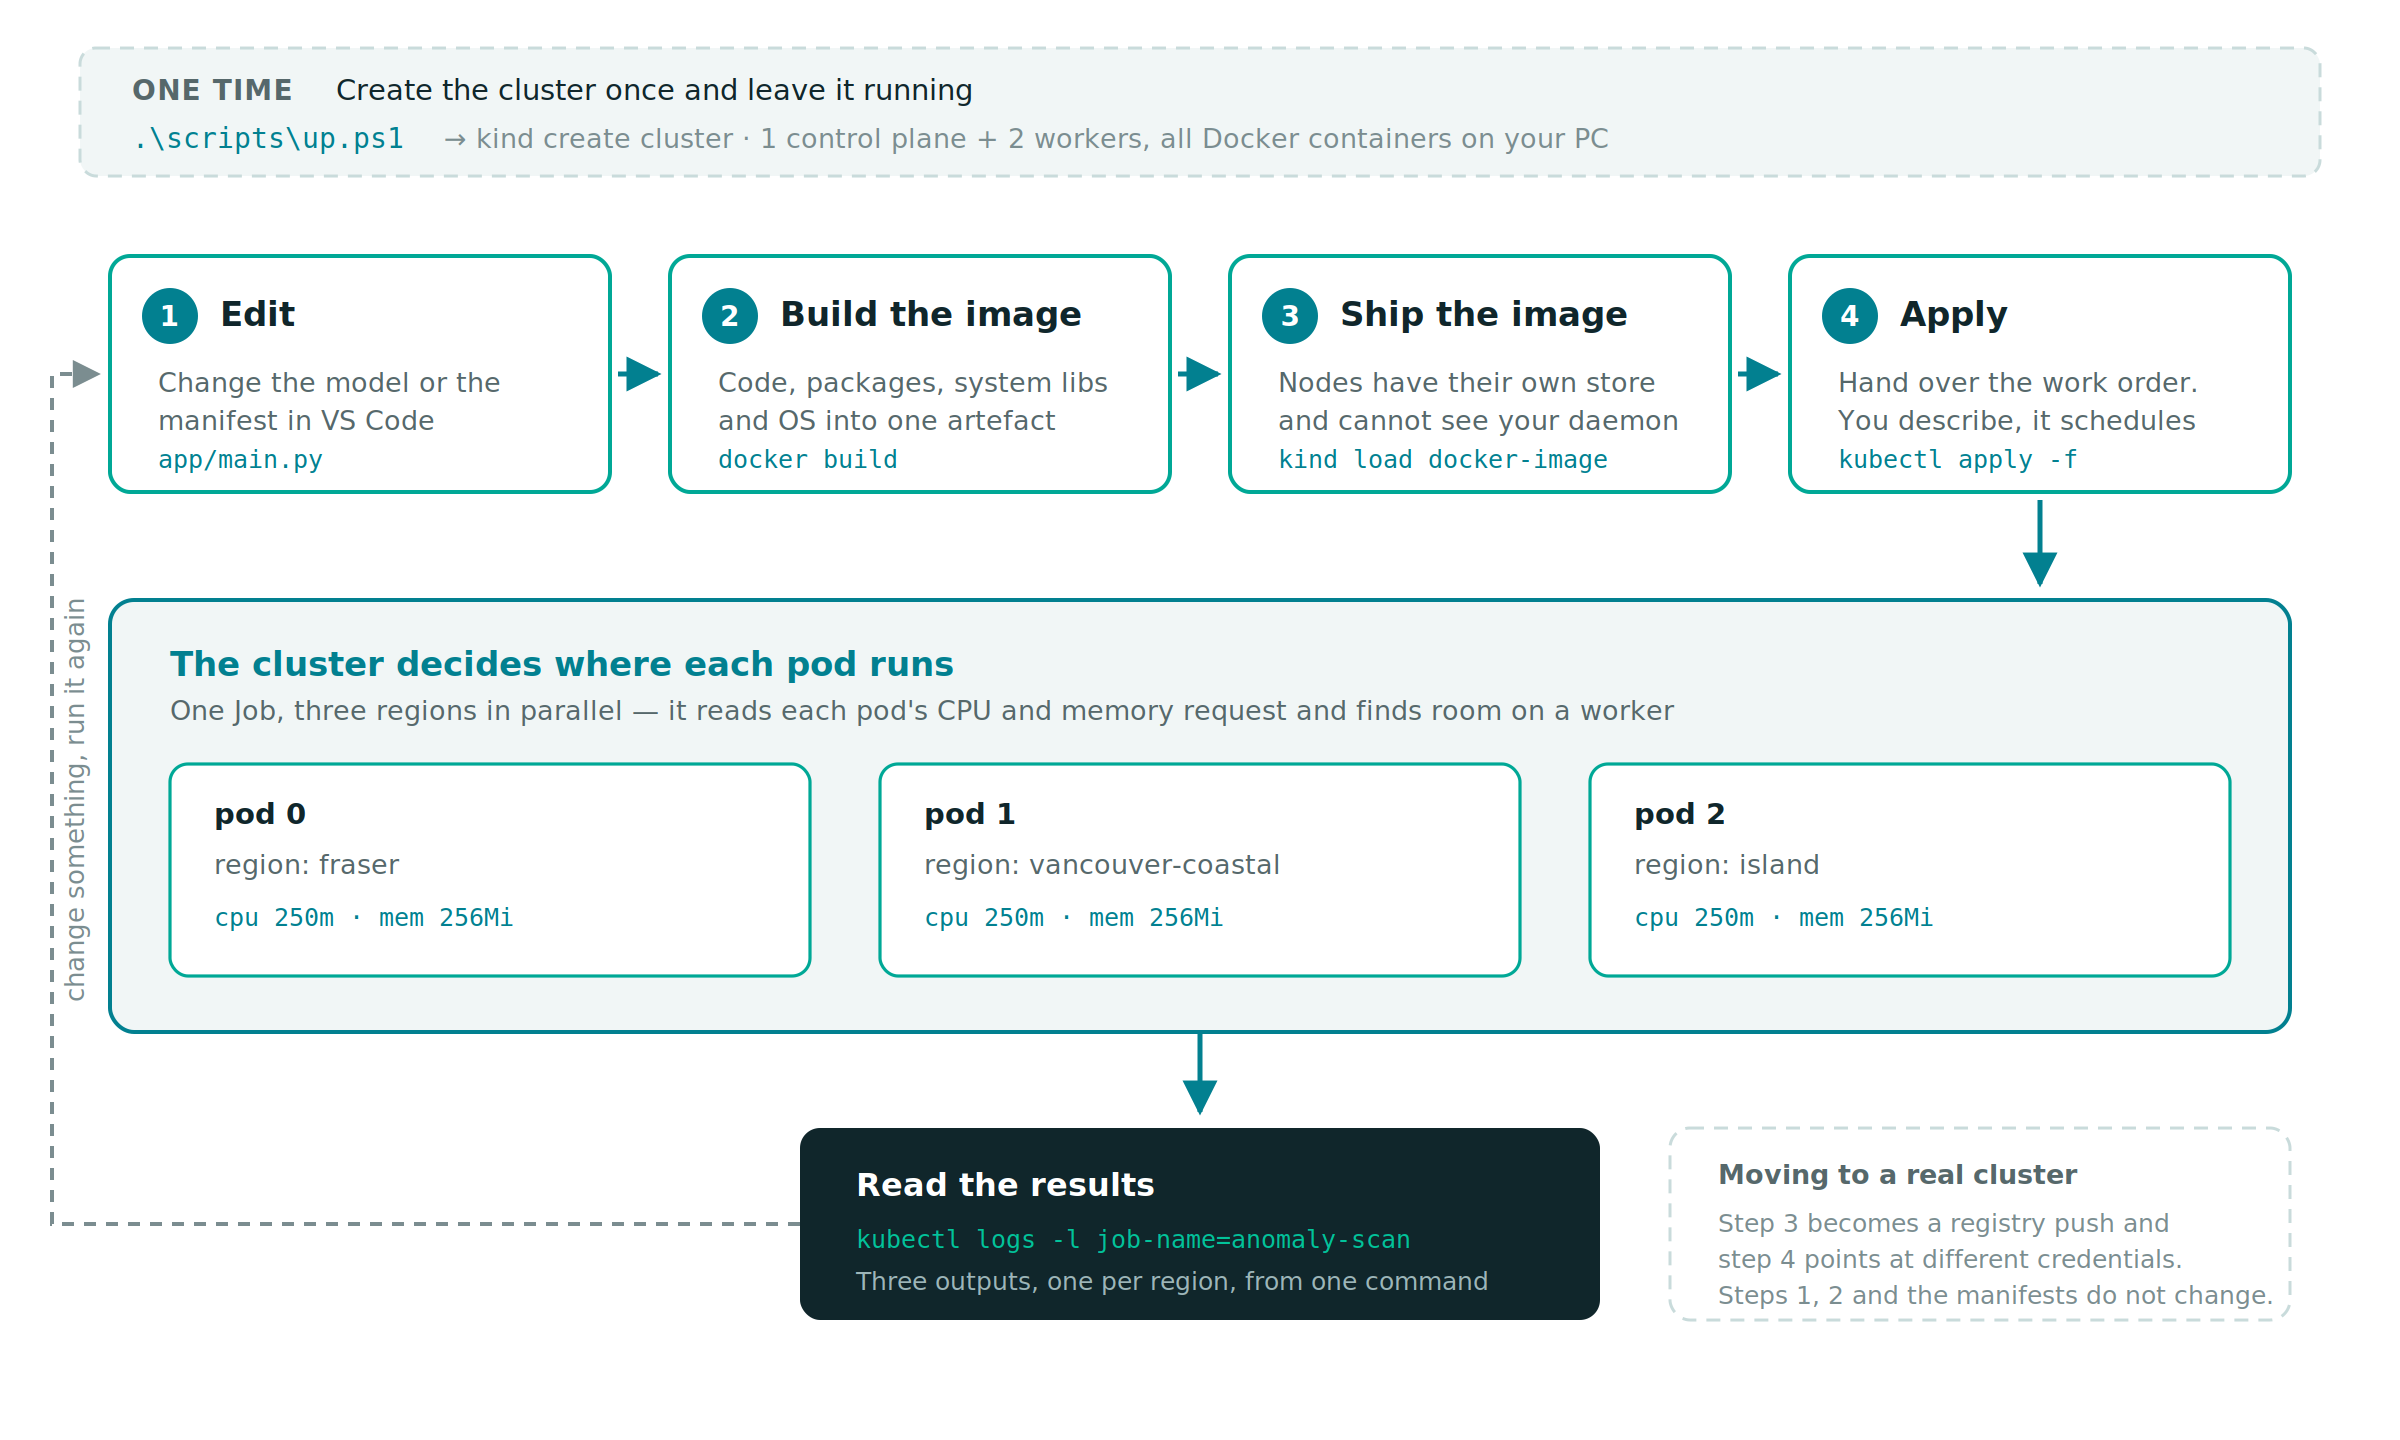 ONE TIME Create the cluster once and leave it running
.\scripts\up.ps1 → kind create cluster · 1 control plane + 2 workers, all Docker containers on your PC
1 Edit
Change the model or the
manifest in VS Code
app/main.py
2 Build the image
Code, packages, system libs
and OS into one artefact
docker build
3 Ship the image
Nodes have their own store
and cannot see your daemon
kind load docker-image
4 Apply
Hand over the work order.
You describe, it schedules
kubectl apply -f
change something, run it again
The cluster decides where each pod runs
One Job, three regions in parallel — it reads each pod's CPU and memory request and finds room on a worker
pod 0
region: fraser
cpu 250m · mem 256Mi
pod 1
region: vancouver-coastal
cpu 250m · mem 256Mi
pod 2
region: island
cpu 250m · mem 256Mi
Read the results
kubectl logs -l job-name=anomaly-scan
Three outputs, one per region, from one command
Moving to a real cluster
Step 3 becomes a registry push and
step 4 points at different credentials.
Steps 1, 2 and the manifests do not change.